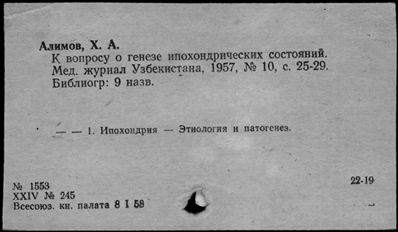 Алимов, Х. А.
К вопросу о генезе ипохондрических состояний.
Мед. журнал Узбекистана, 1957, № 10, с. 25-29.
Библиогр: 9 назв.
— — 1. Ипохондрия — Этиология и патогенез.
№ 1553
22-19
XXIV № 245
Всесоюз. кн. палата 8 I 58